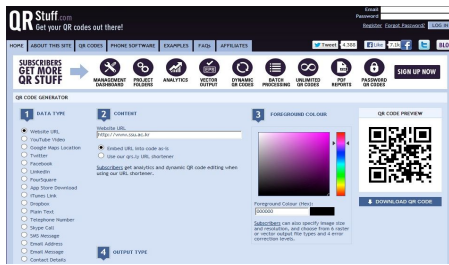 QR Stuff.com
Get your QR codes out there!
Email
Password
Register Forgot Password? LOG IN
HOME ABOUT THIS SITE QR CODES PHONE SOFTWARE EXAMPLES FAQs AFFILIATES
Tweet 4,388 Like 7.1k BLO
SUBSCRIBERS
GET MORE
QR STUFF
MANAGEMENT DASHBOARD
PROJECT FOLDERS
ANALYTICS
VECTOR OUTPUT
DYNAMIC QR CODES
BATCH PROCESSING
UNLIMITED QR CODES
PDF REPORTS
PASSWORD QR CODES
SIGN UP NOW
QR CODE GENERATOR
1 DATA TYPE
Website URL
YouTube Video
Google Maps Location
Twitter
Facebook
LinkedIn
FourSquare
App Store Download
iTunes Link
Dropbox
Plain Text
Telephone Number
Skype Call
SMS Message
Email Address
Email Message
Contact Details
2 CONTENT
Website URL
http://www.ssu.ac.kr
Embed URL into code as-is
Use our qrs.ly URL shortener
Subscribers get analytics and dynamic QR code editing when
using our URL shortener.
4 OUTPUT TYPE
3 FOREGROUND COLOUR
Foreground Colour (Hex):
000000
Subscribers can also specify image size
and resolution, and choose from 6 raster
or vector output file types and 4 error
correction levels.
QR CODE PREVIEW
DOWNLOAD QR CODE